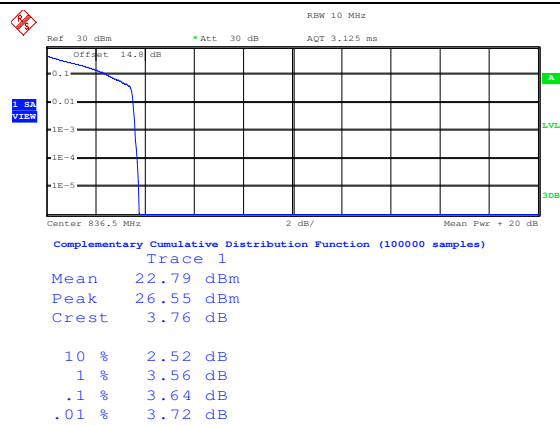 R S
RBW 10 MHz
Ref 30 dBm *Att 30 dB AQT 3.125 ms
Offset 14.8 dB
0.1
A
0.01
1 SA
VIEW
1E-3
LVL
1E-4
1E-5
3DB
Center 836.5 MHz 2 dB/ Mean Pwr + 20 dB
Complementary Cumulative Distribution Function (100000 samples)
Trace 1
Mean 22.79 dBm
Peak 26.55 dBm
Crest 3.76 dB
10 % 2.52 dB
1 % 3.56 dB
.1 % 3.64 dB
.01 % 3.72 dB